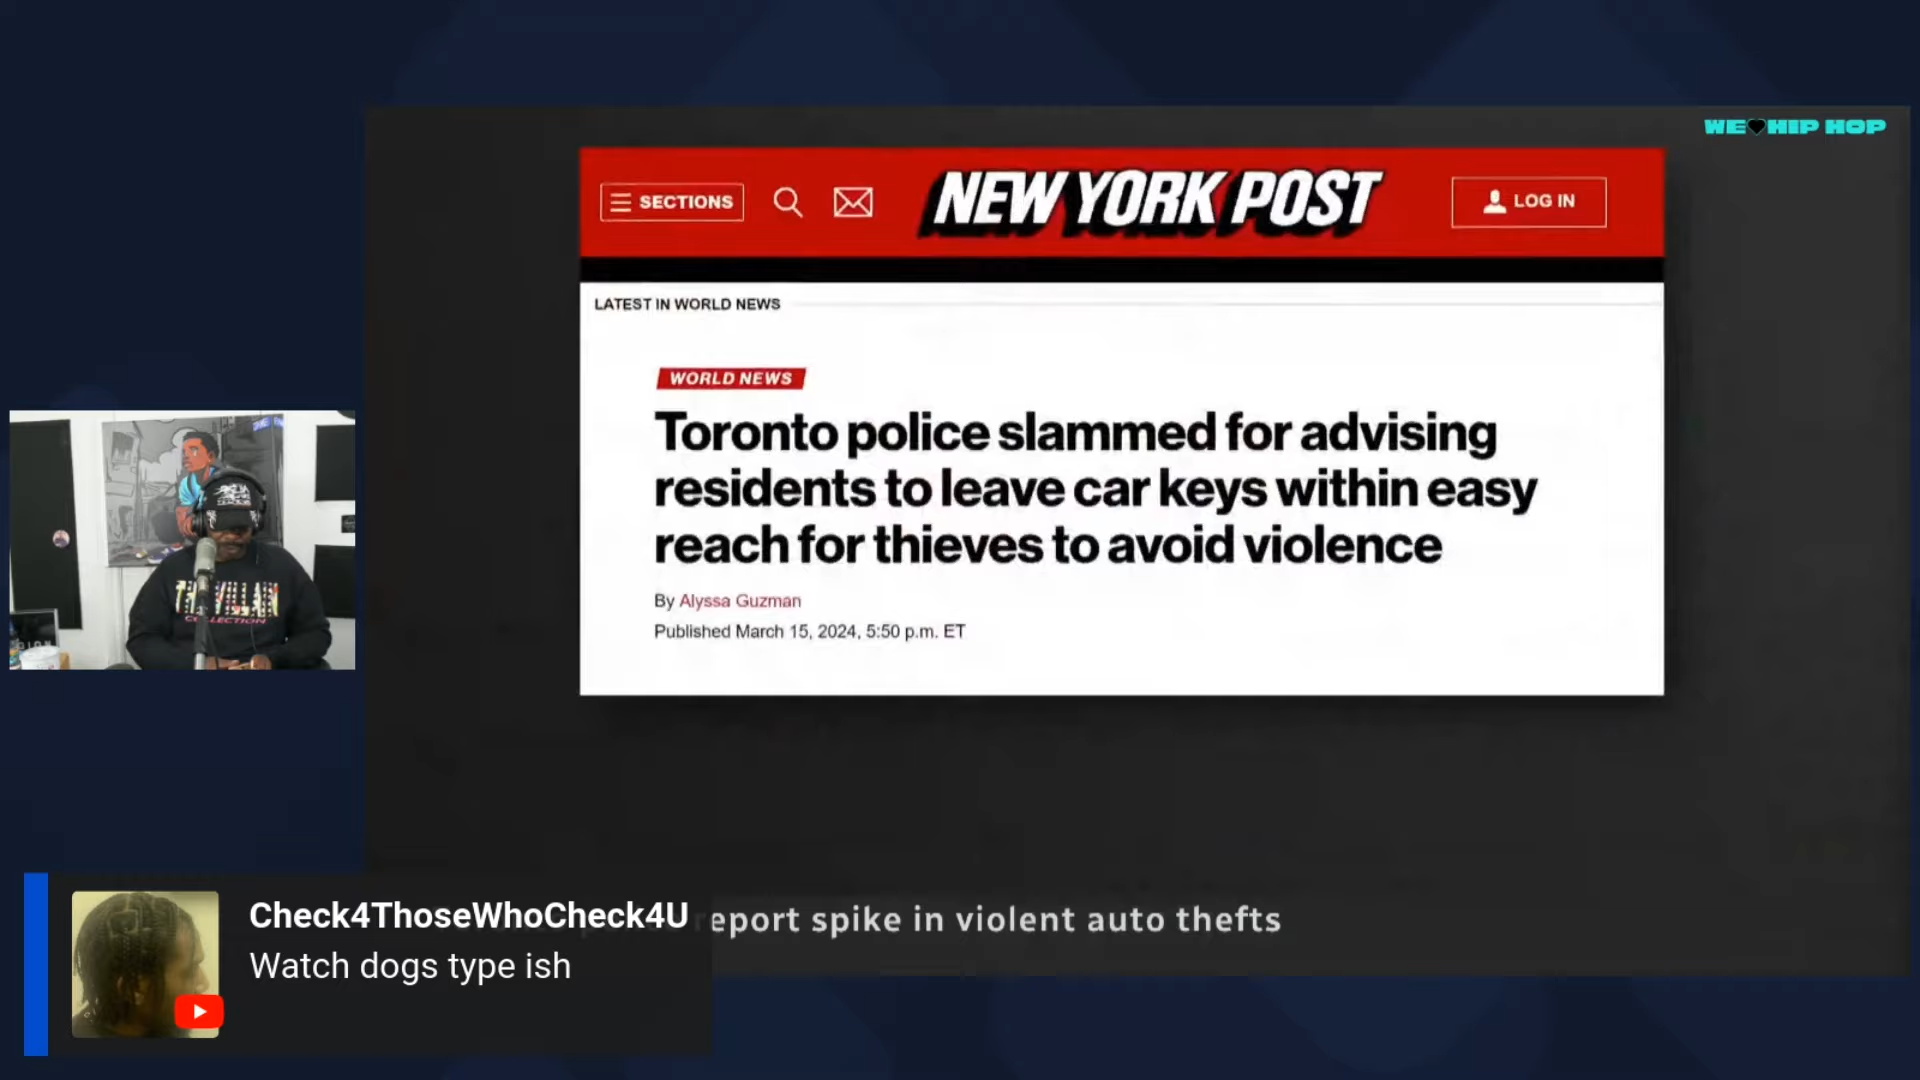 WE HIP HOP
SECTIONS
NEW YORK POST
LOG IN
LATEST IN WORLD NEWS
WORLD NEWS
Toronto police slammed for advising
residents to leave car keys within easy
reach for thieves to avoid violence
By Alyssa Guzman
Published March 15, 2024, 5:50 p.m. ET
COLLECTION
Check4ThoseWhoCheck4U
report spike in violent auto thefts
Watch dogs type ish